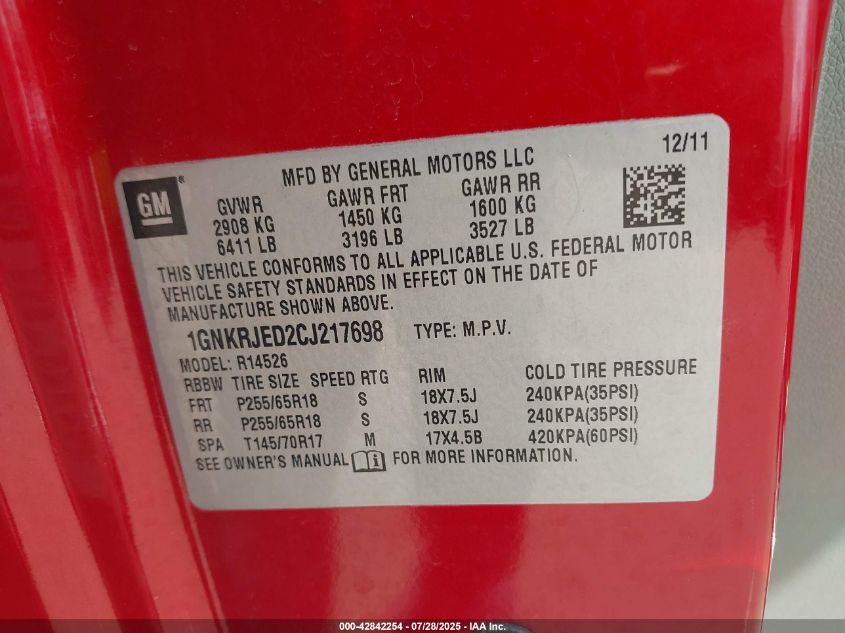 12/11
MFD BY GENERAL MOTORS LLC
GM®
GVWR GAWR FRT GAWR RR
2908 KG 1450 KG 1600 KG
6411 LB 3196 LB 3527 LB
THIS VEHICLE CONFORMS TO ALL APPLICABLE U.S. FEDERAL MOTOR
VEHICLE SAFETY STANDARDS IN EFFECT ON THE DATE OF
MANUFACTURE SHOWN ABOVE.
1GNKRJED2CJ217698 TYPE: M.P.V.
MODEL: R14526
RBBW TIRE SIZE SPEED RTG RIM COLD TIRE PRESSURE
FRT P255/65R18 S 18X7.5J 240KPA(35PSI)
RR P255/65R18 S 18X7.5J 240KPA(35PSI)
SPA T145/70R17 M 17X4.5B 420KPA(60PSI)
SEE OWNER'S MANUAL FOR MORE INFORMATION.
000-42842254 - 07/28/2025 - IAA Inc.